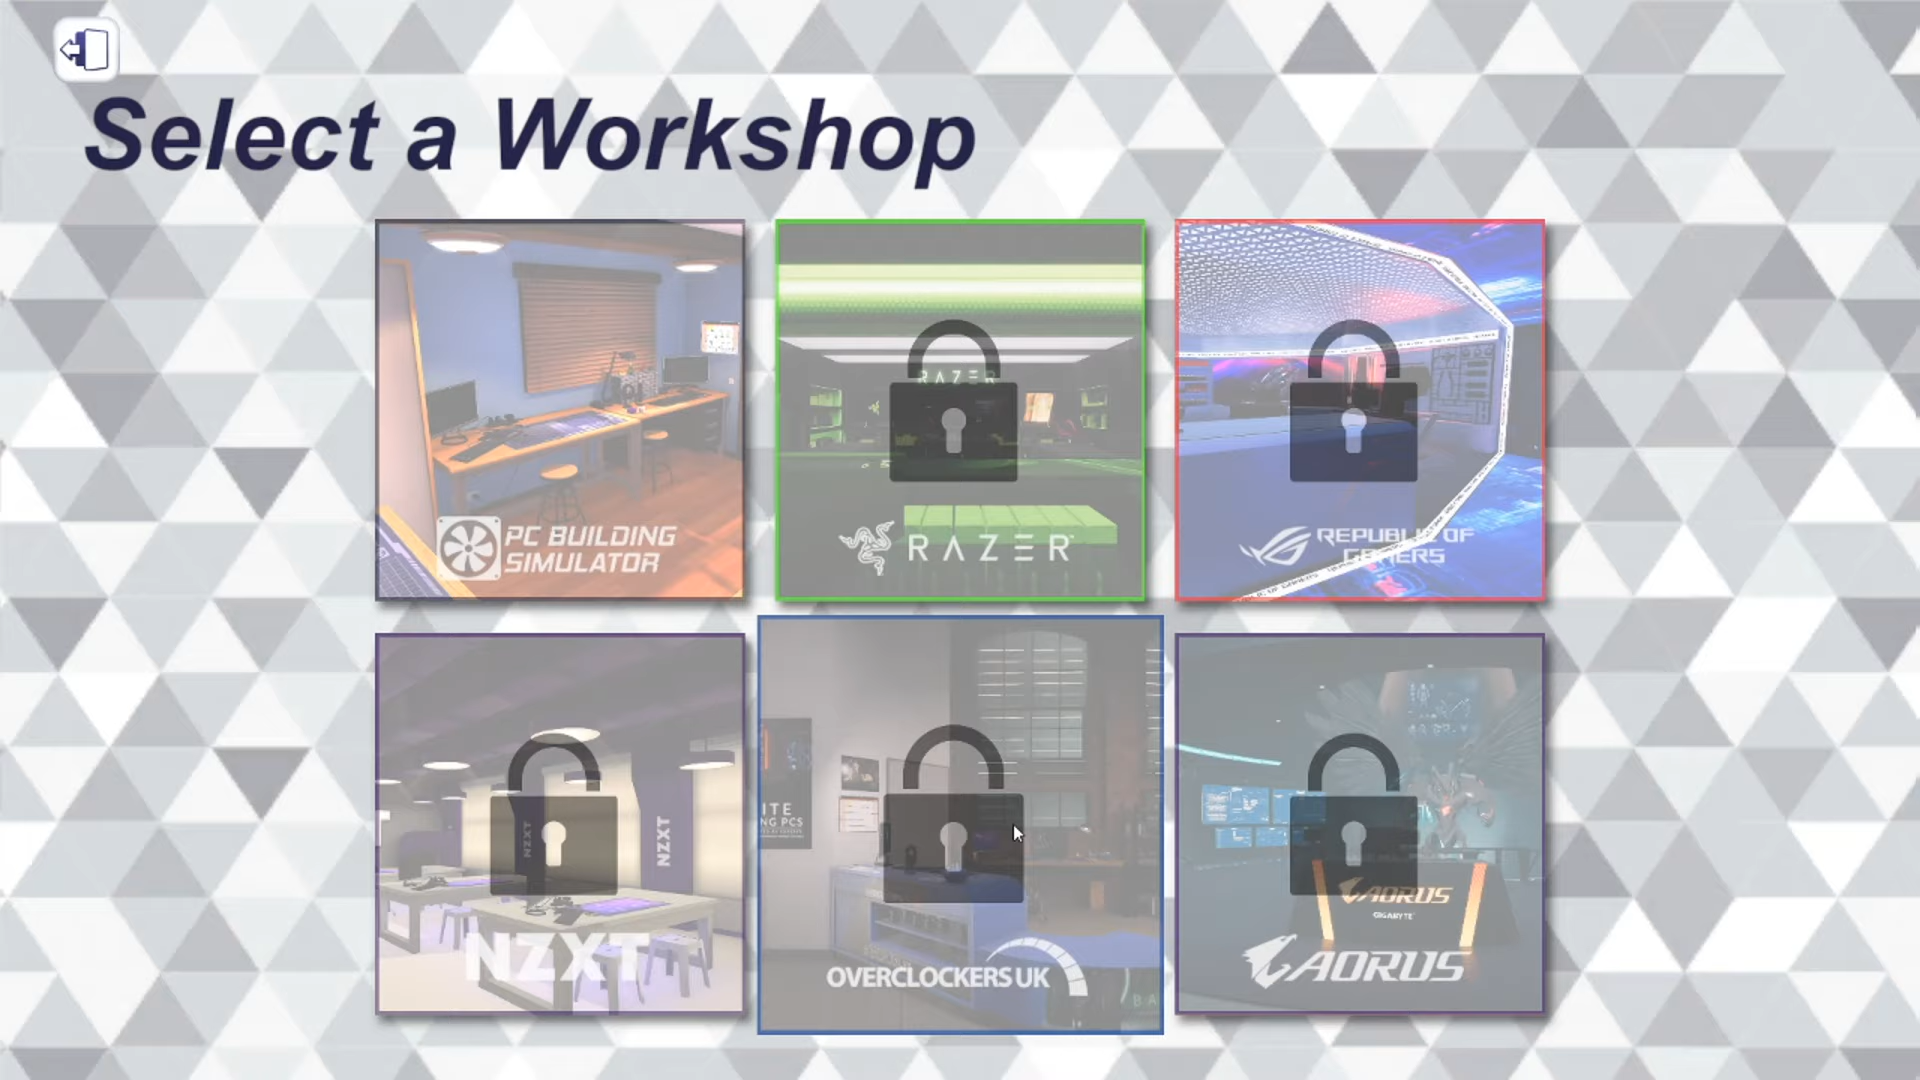 Select a Workshop
RAZER
PC BUILDING
SIMULATOR
RAZER
REPUBLIC OF
GAMERS
NZXT
NZXT
ITE
NG PCS
AORUS
GIGABYTE
NZXT
OVERCLOCKERS UK
AORUS